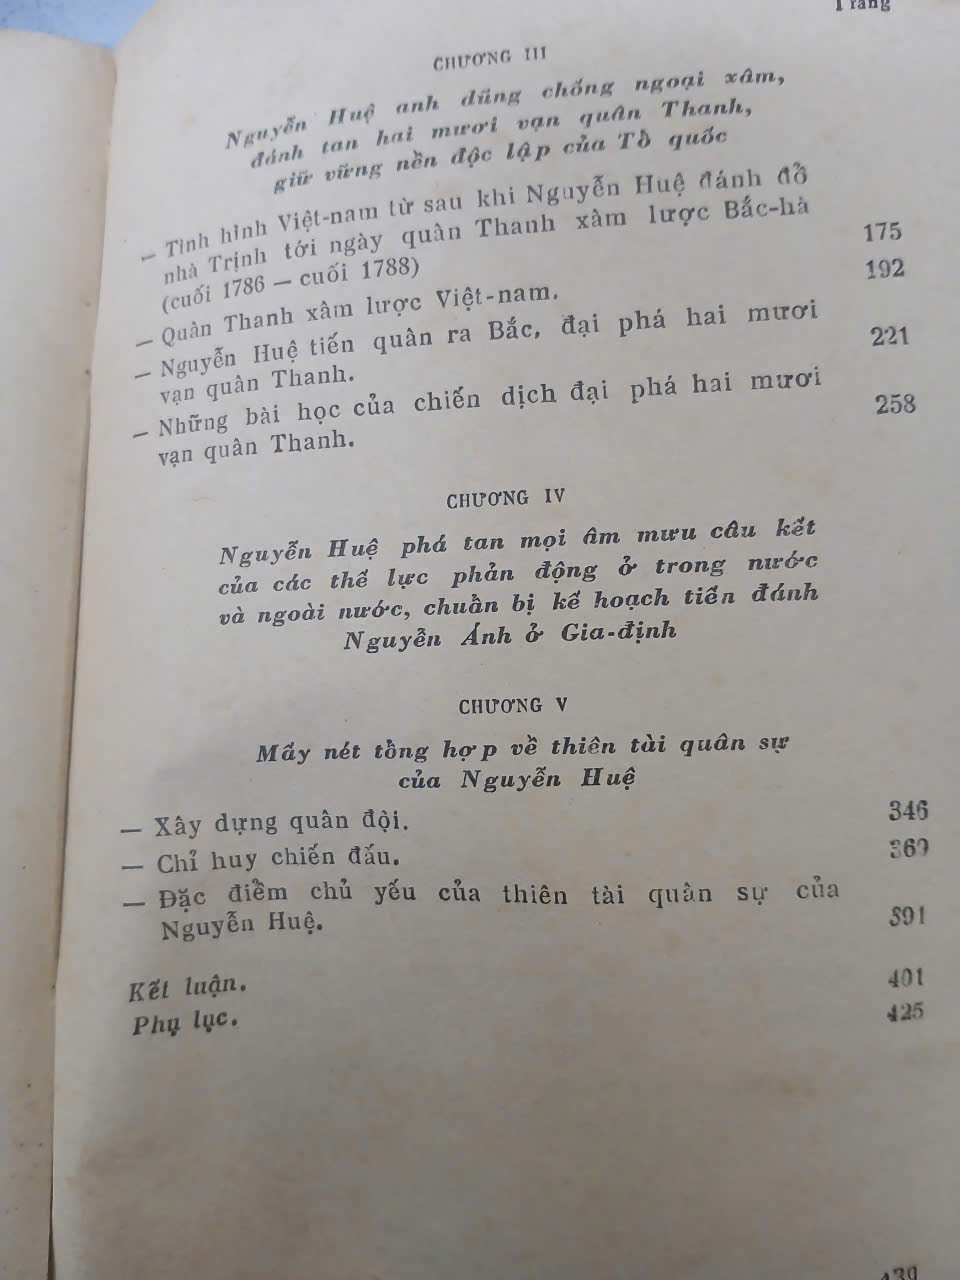 Trang
CHƯƠNG III
Nguyễn Huệ anh dũng chống ngoại xâm,
đánh tan hai mươi vạn quân Thanh,
giữ vững nền độc lập của Tổ quốc
— Tình hình Việt-nam từ sau khi Nguyễn Huệ đánh đổ
nhà Trịnh tới ngày quân Thanh xâm lược Bắc-hà
(cuối 1786 — cuối 1788) 175
— Quân Thanh xâm lược Việt-nam. 192
— Nguyễn Huệ tiến quân ra Bắc, đại phá hai mươi
vạn quân Thanh. 221
— Những bài học của chiến dịch đại phá hai mươi
vạn quân Thanh. 258
CHƯƠNG IV
Nguyễn Huệ phá tan mọi âm mưu câu kết
của các thế lực phản động ở trong nước
và ngoài nước, chuẩn bị kế hoạch tiến đánh
Nguyễn Ánh ở Gia-định
CHƯƠNG V
Mấy nét tổng hợp về thiên tài quân sự
của Nguyễn Huệ
— Xây dựng quân đội. 346
— Chỉ huy chiến đấu. 369
— Đặc điểm chủ yếu của thiên tài quân sự của
Nguyễn Huệ. 391
Kết luận. 401
Phụ lục. 425
439